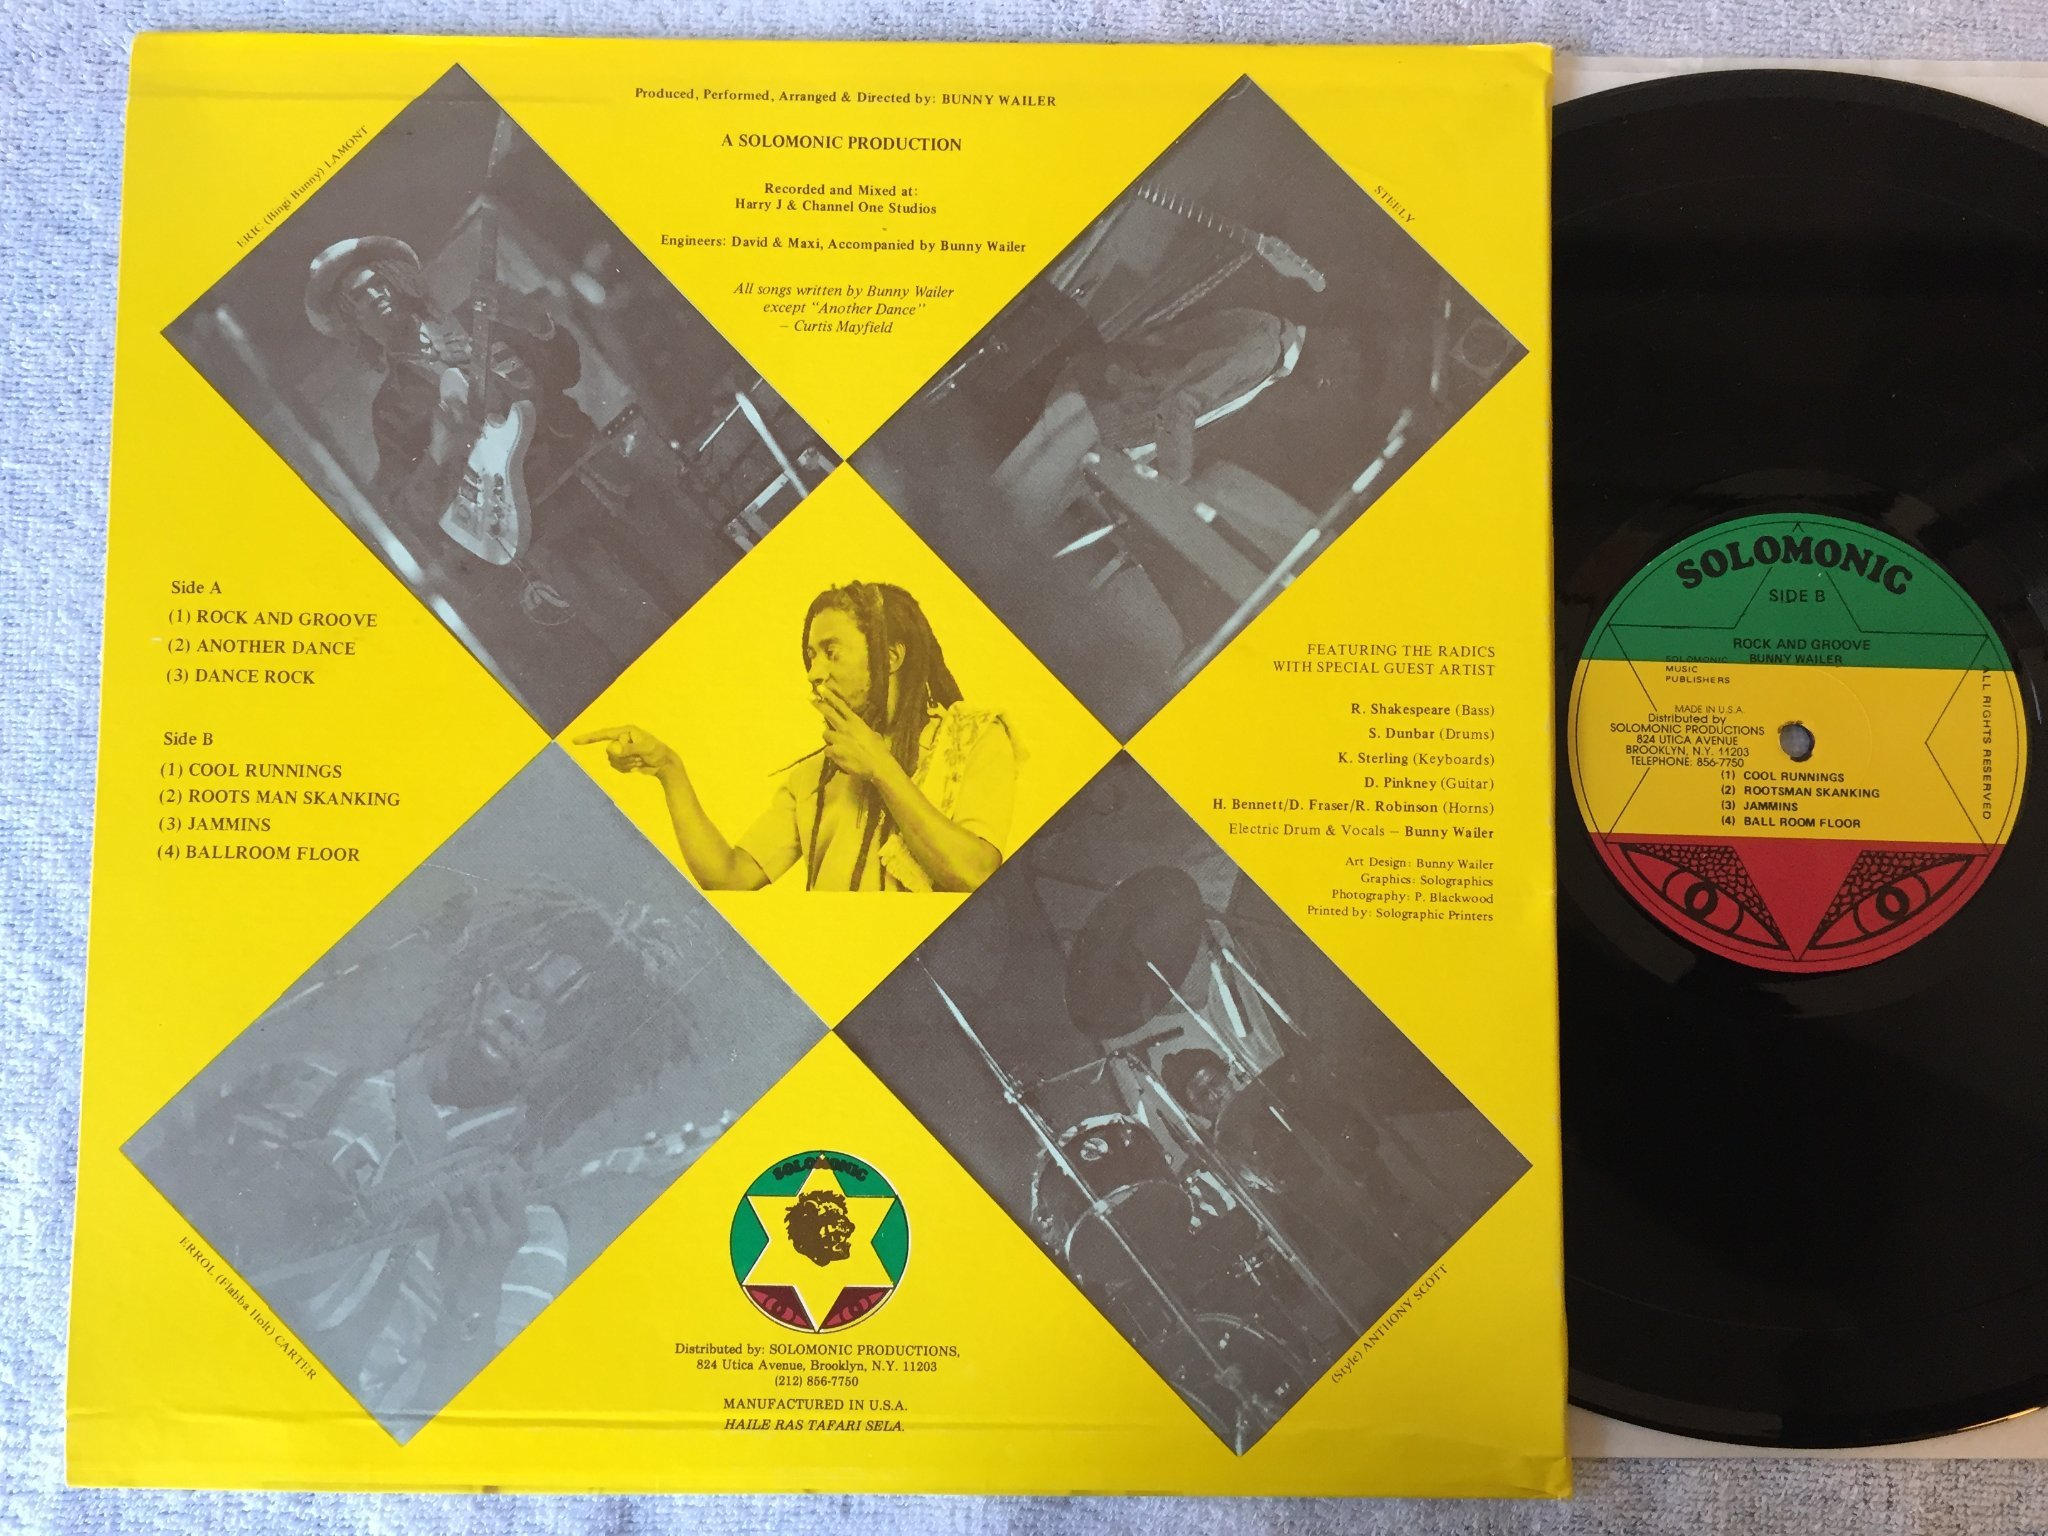 Produced, Performed, Arranged & Directed by: BUNNY WAILER
A SOLOMONIC PRODUCTION
Recorded and Mixed at:
Harry J & Channel One Studios
Engineers: David & Maxi, Accompanied by Bunny Wailer
All songs written by Bunny Wailer
except "Another Dance"
– Curtis Mayfield
ERIC (Bingi Bunny) LAMONT
STEELY
Side A
(1) ROCK AND GROOVE
(2) ANOTHER DANCE
(3) DANCE ROCK
Side B
(1) COOL RUNNINGS
(2) ROOTS MAN SKANKING
(3) JAMMINS
(4) BALLROOM FLOOR
FEATURING THE RADICS
WITH SPECIAL GUEST ARTIST
R. Shakespeare (Bass)
S. Dunbar (Drums)
K. Sterling (Keyboards)
D. Pinkney (Guitar)
H. Bennett/D. Fraser/R. Robinson (Horns)
Electric Drum & Vocals – Bunny Wailer
Art Design: Bunny Wailer
Graphics: Solographics
Photography: P. Blackwood
Printed by: Solographic Printers
ERROL (Flabba Holt) CARTER
(Style) ANTHONY SCOTT
SOLOMONIC
Distributed by: SOLOMONIC PRODUCTIONS,
824 Utica Avenue, Brooklyn, N.Y. 11203
(212) 856-7750
MANUFACTURED IN U.S.A.
HAILE RAS TAFARI SELA.
SOLOMONIC
SIDE B
ROCK AND GROOVE
BUNNY WAILER
SOLOMONIC
MUSIC
PUBLISHERS
MADE IN U.S.A.
Distributed by
SOLOMONIC PRODUCTIONS
824 UTICA AVENUE
BROOKLYN, N.Y. 11203
TELEPHONE: 856-7750
(1) COOL RUNNINGS
(2) ROOTSMAN SKANKING
(3) JAMMINS
(4) BALL ROOM FLOOR
ALL RIGHTS RESERVED